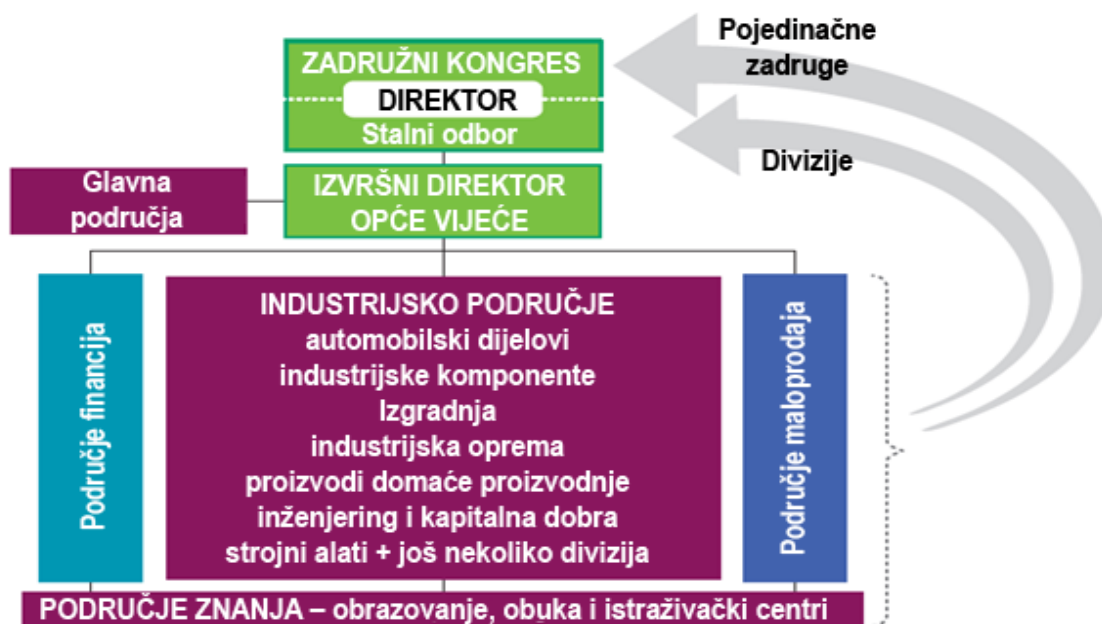 ZADRUŽNI KONGRES
DIREKTOR
Stalni odbor
Pojedinačne
zadruge
Divizije
Glavna
područja
IZVRŠNI DIREKTOR
OPĆE VIJEĆE
Područje financija
INDUSTRIJSKO PODRUČJE
automobilski dijelovi
industrijske komponente
Izgradnja
industrijska oprema
proizvodi domaće proizvodnje
inženjering i kapitalna dobra
strojni alati + još nekoliko divizija
Područje maloprodaja
PODRUČJE ZNANJA – obrazovanje, obuka i istraživački centri